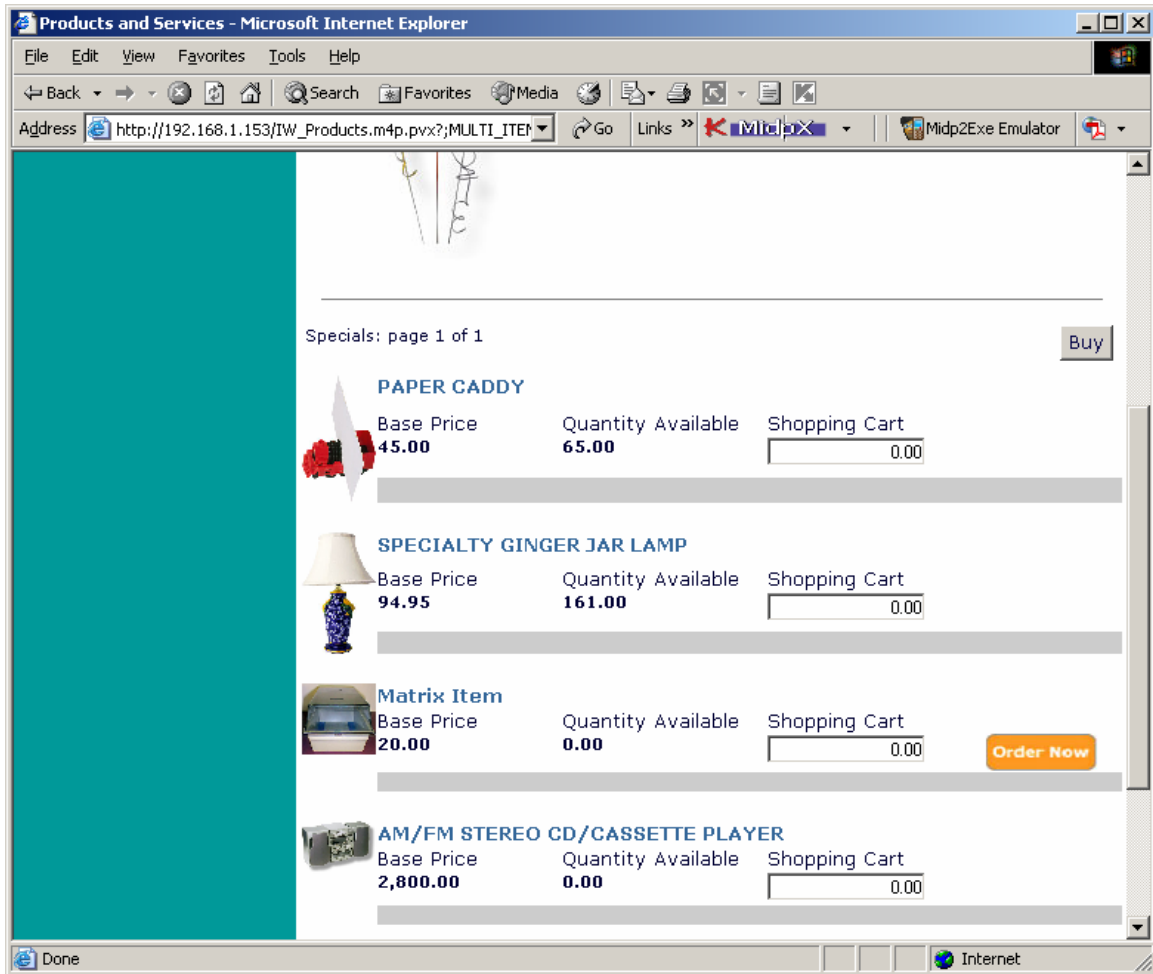 Products and Services - Microsoft Internet Explorer
File Edit View Favorites Tools Help
Back Search Favorites Media
Address http://192.168.1.153/IW_Products.m4p.pvx?;MULTI_ITEM Go Links » MidpX Midp2Exe Emulator
Specials: page 1 of 1
Buy
PAPER CADDY
Base Price Quantity Available Shopping Cart
45.00 65.00 0.00
SPECIALTY GINGER JAR LAMP
Base Price Quantity Available Shopping Cart
94.95 161.00 0.00
Matrix Item
Base Price Quantity Available Shopping Cart
20.00 0.00 0.00 Order Now
AM/FM STEREO CD/CASSETTE PLAYER
Base Price Quantity Available Shopping Cart
2,800.00 0.00 0.00
Done Internet